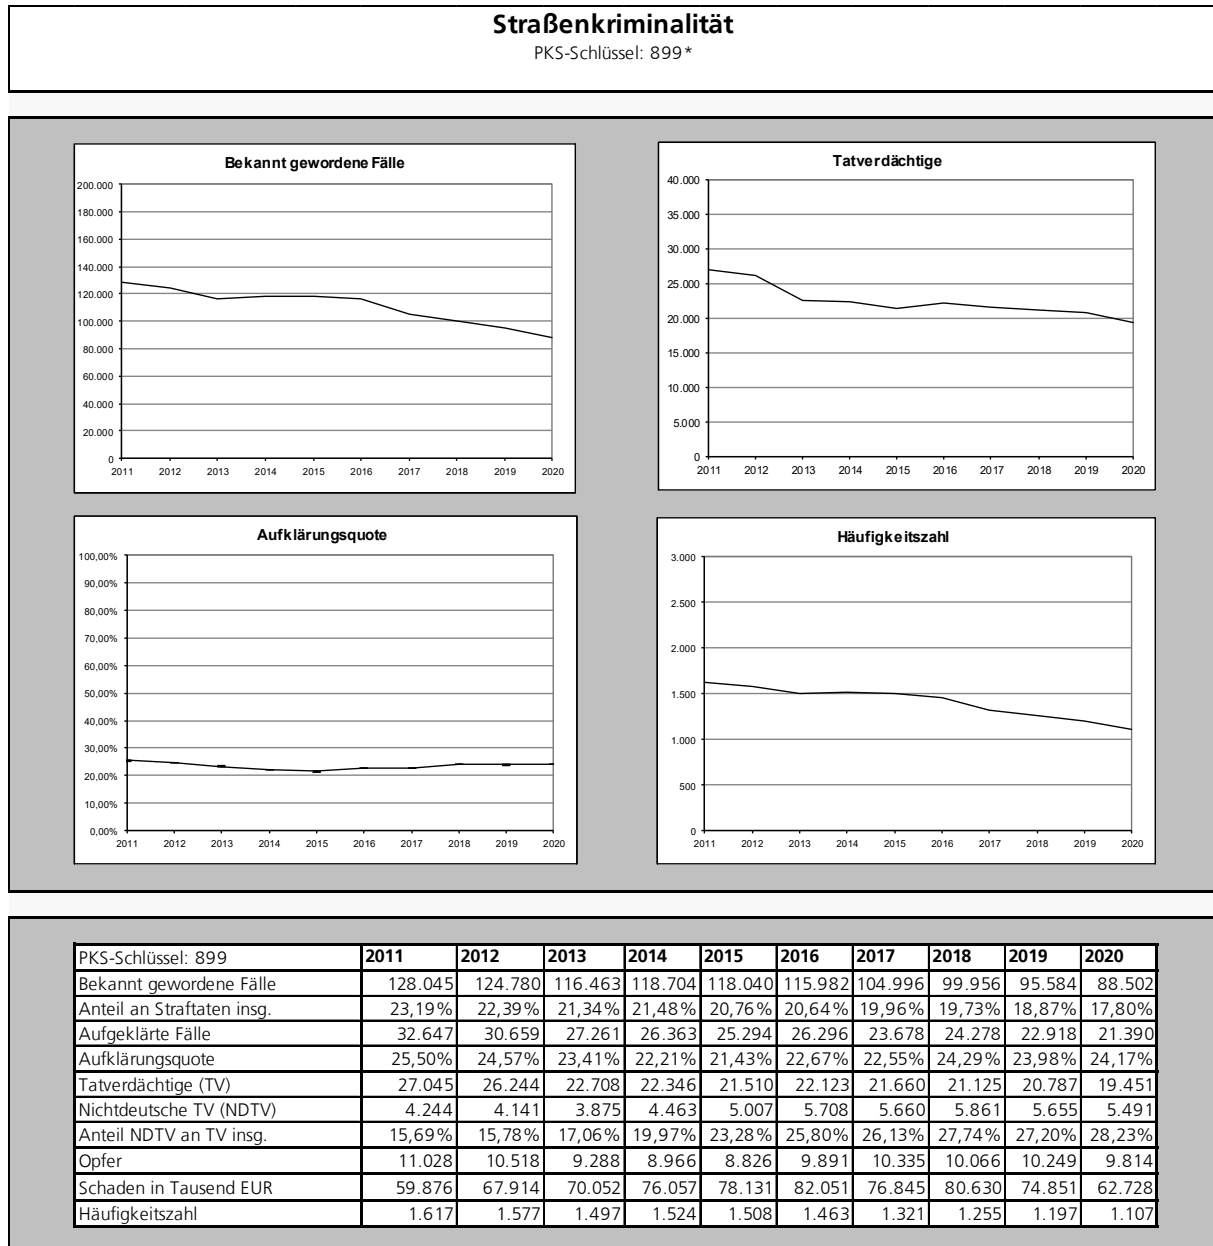 Straßenkriminalität
PKS-Schlüssel: 899*
Bekannt gewordene Fälle
200.000
180.000
160.000
140.000
120.000
100.000
80.000
60.000
40.000
20.000
0
2011 2012 2013 2014 2015 2016 2017 2018 2019 2020
Tatverdächtige
40.000
35.000
30.000
25.000
20.000
15.000
10.000
5.000
0
2011 2012 2013 2014 2015 2016 2017 2018 2019 2020
Aufklärungsquote
100,00%
90,00%
80,00%
70,00%
60,00%
50,00%
40,00%
30,00%
20,00%
10,00%
0,00%
2011 2012 2013 2014 2015 2016 2017 2018 2019 2020
Häufigkeitszahl
3.000
2.500
2.000
1.500
1.000
500
0
2011 2012 2013 2014 2015 2016 2017 2018 2019 2020
PKS-Schlüssel: 899 2011 2012 2013 2014 2015 2016 2017 2018 2019 2020
Bekannt gewordene Fälle 128.045 124.780 116.463 118.704 118.040 115.982 104.996 99.956 95.584 88.502
Anteil an Straftaten insg. 23,19% 22,39% 21,34% 21,48% 20,76% 20,64% 19,96% 19,73% 18,87% 17,80%
Aufgeklärte Fälle 32.647 30.659 27.261 26.363 25.294 26.296 23.678 24.278 22.918 21.390
Aufklärungsquote 25,50% 24,57% 23,41% 22,21% 21,43% 22,67% 22,55% 24,29% 23,98% 24,17%
Tatverdächtige (TV) 27.045 26.244 22.708 22.346 21.510 22.123 21.660 21.125 20.787 19.451
Nichtdeutsche TV (NDTV) 4.244 4.141 3.875 4.463 5.007 5.708 5.660 5.861 5.655 5.491
Anteil NDTV an TV insg. 15,69% 15,78% 17,06% 19,97% 23,28% 25,80% 26,13% 27,74% 27,20% 28,23%
Opfer 11.028 10.518 9.288 8.966 8.826 9.891 10.335 10.066 10.249 9.814
Schaden in Tausend EUR 59.876 67.914 70.052 76.057 78.131 82.051 76.845 80.630 74.851 62.728
Häufigkeitszahl 1.617 1.577 1.497 1.524 1.508 1.463 1.321 1.255 1.197 1.107